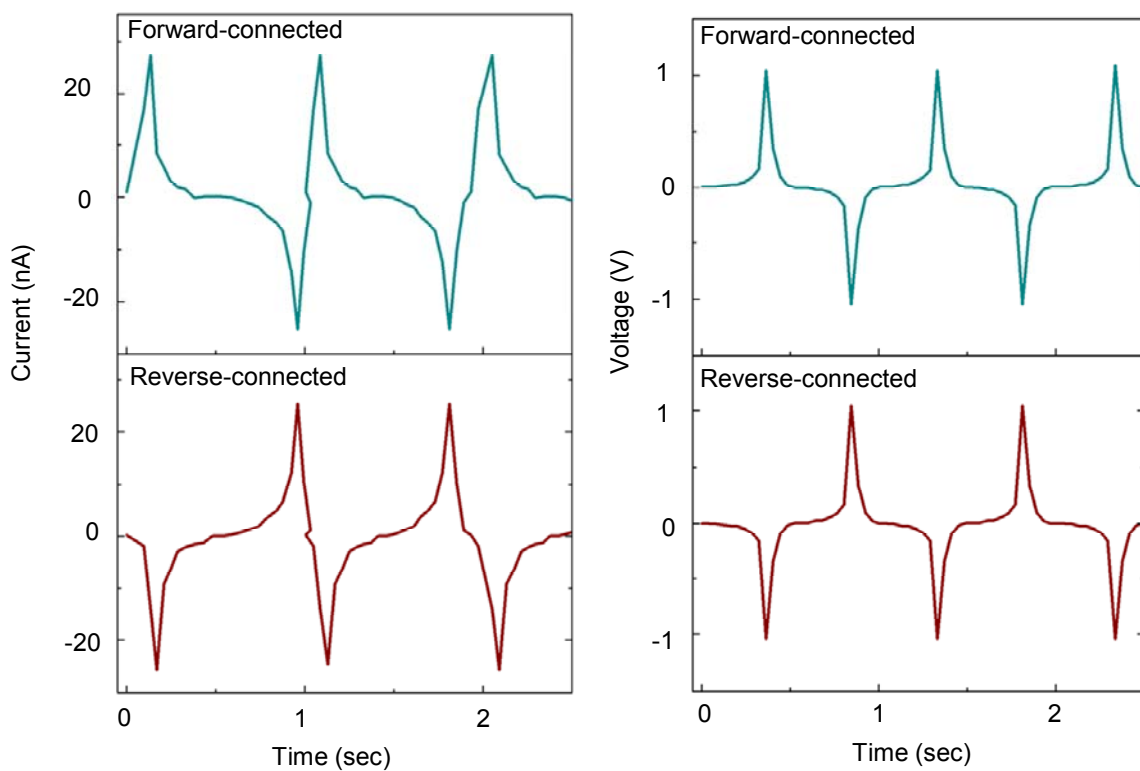 Forward-connected
20
0
-20
Current (nA)
Reverse-connected
20
0
-20
0 1 2
Time (sec)
Forward-connected
1
0
-1
Voltage (V)
Reverse-connected
1
0
-1
0 1 2
Time (sec)